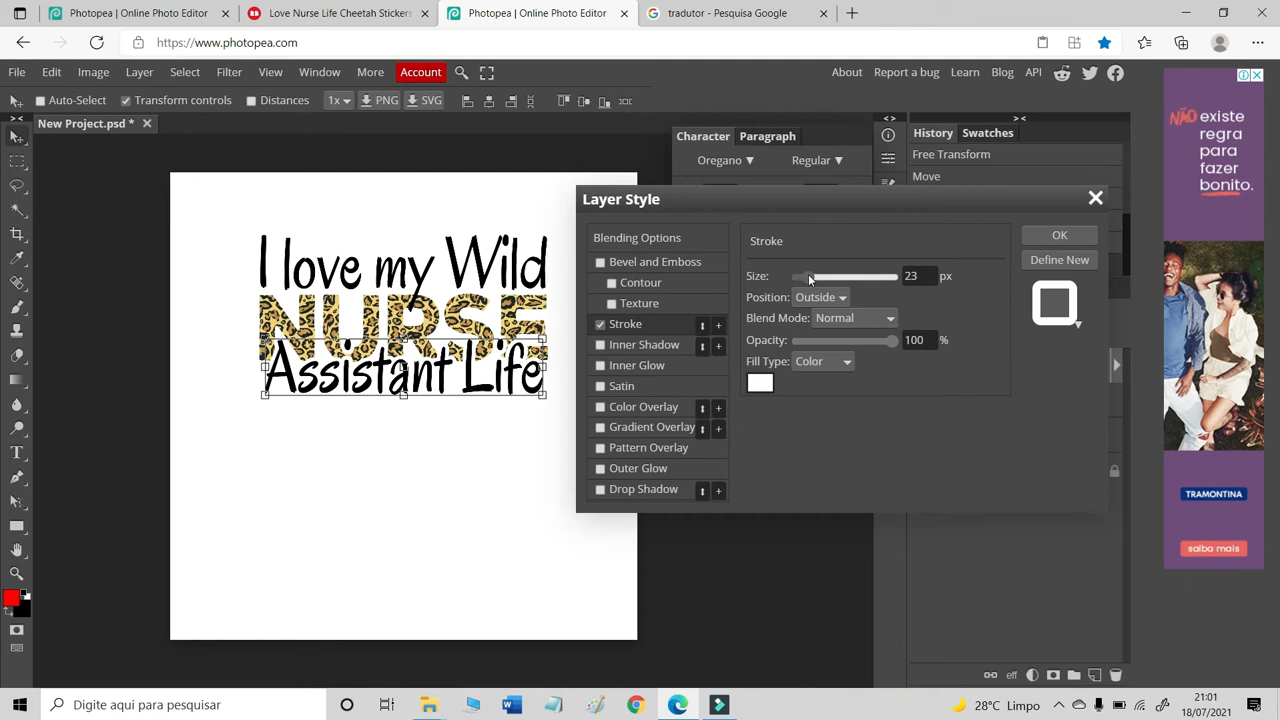 Photopea | Online Photo Editor
Love Nurse Life Cheetah Stickers
Photopea | Online Photo Editor
tradutor - Pesquisa Google
https://www.photopea.com
File Edit Image Layer Select Filter View Window More Account
About Report a bug Learn Blog API
Auto-Select Transform controls Distances 1x PNG SVG
New Project.psd *
Character Paragraph
Oregano Regular
History Swatches
Free Transform
Move
Layer Style
Blending Options
Bevel and Emboss
Contour
Texture
Stroke
Inner Shadow
Inner Glow
Satin
Color Overlay
Gradient Overlay
Pattern Overlay
Outer Glow
Drop Shadow
Stroke
Size: 23 px
Position: Outside
Blend Mode: Normal
Opacity: 100 %
Fill Type: Color
OK
Define New
I love my Wild
NURSE
Assistant Life
NÃO existe
regra
para
fazer
bonito.
TRAMONTINA
saiba mais
eff
Digite aqui para pesquisar
28°C Limpo
21:01
18/07/2021